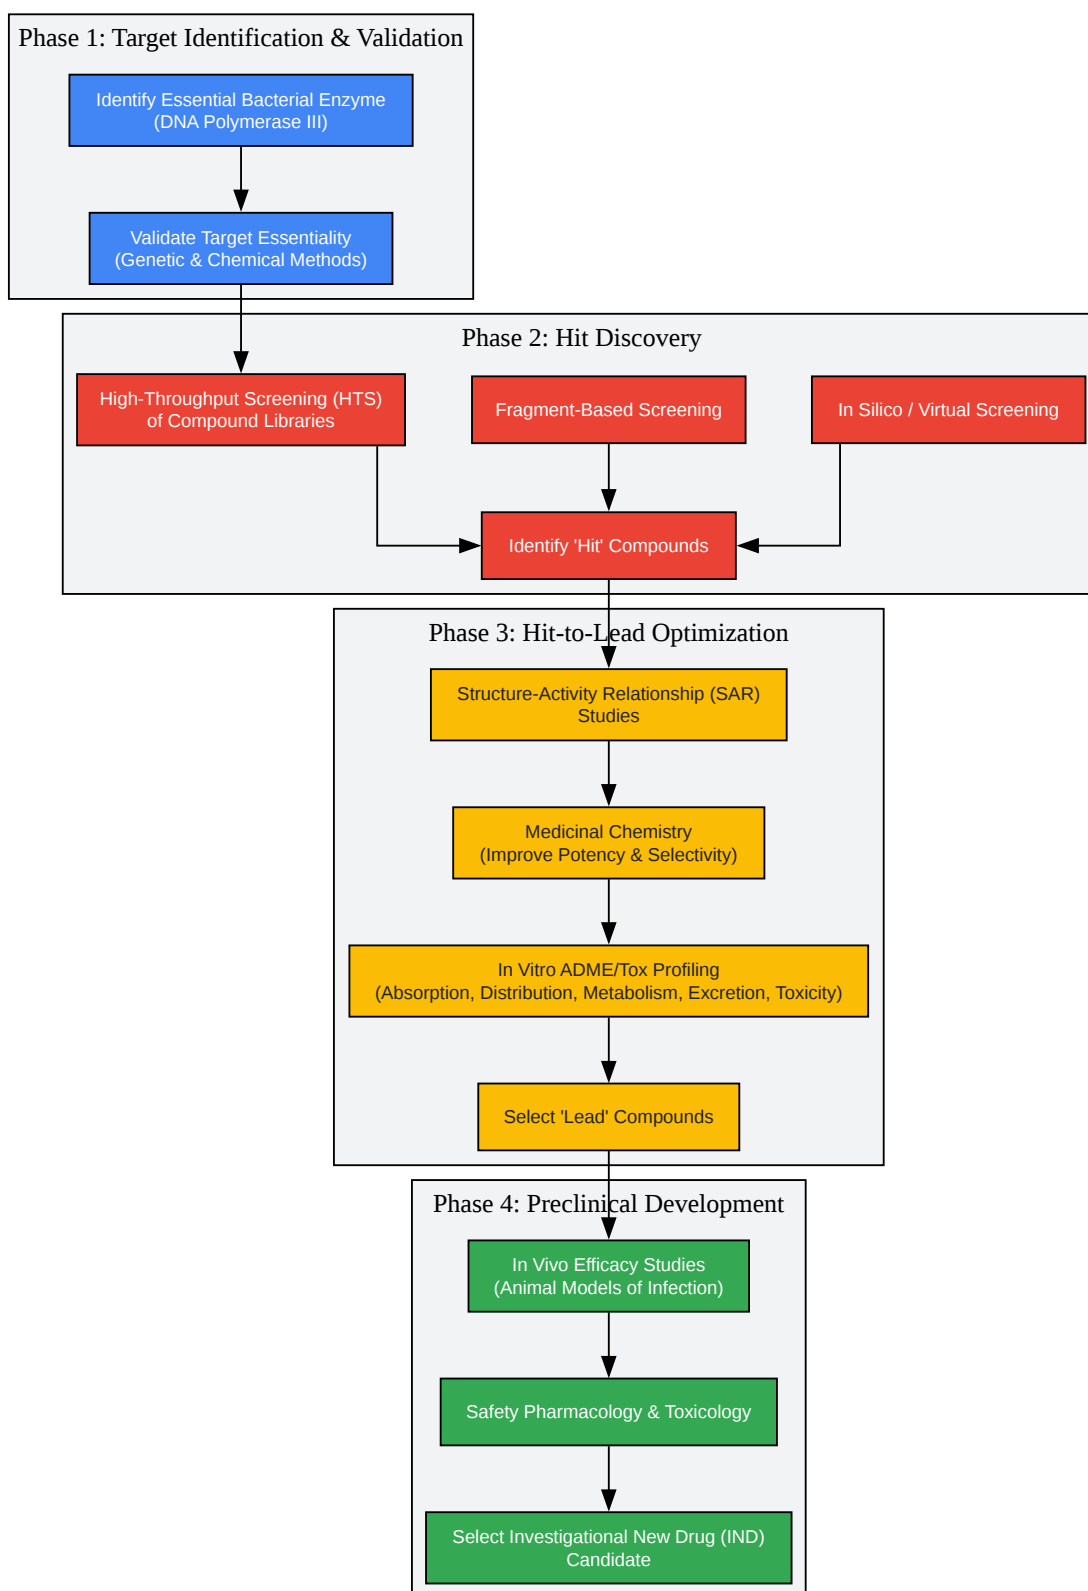 Phase 1: Target Identification & Validation
Identify Essential Bacterial Enzyme
(DNA Polymerase III)
Validate Target Essentiality
(Genetic & Chemical Methods)
Phase 2: Hit Discovery
High-Throughput Screening (HTS)
of Compound Libraries
Fragment-Based Screening
In Silico / Virtual Screening
Identify 'Hit' Compounds
Phase 3: Hit-to-Lead Optimization
Structure-Activity Relationship (SAR)
Studies
Medicinal Chemistry
(Improve Potency & Selectivity)
In Vitro ADME/Tox Profiling
(Absorption, Distribution, Metabolism, Excretion, Toxicity)
Select 'Lead' Compounds
Phase 4: Preclinical Development
In Vivo Efficacy Studies
(Animal Models of Infection)
Safety Pharmacology & Toxicology
Select Investigational New Drug (IND)
Candidate